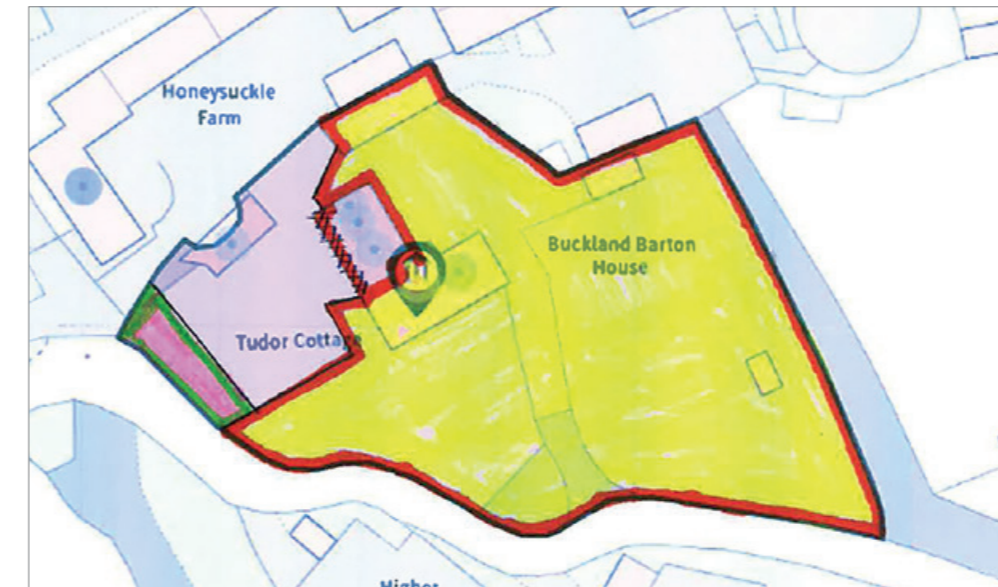 Honeysuckle
Farm
Buckland Barton
House
Tudor Cottage
Higher